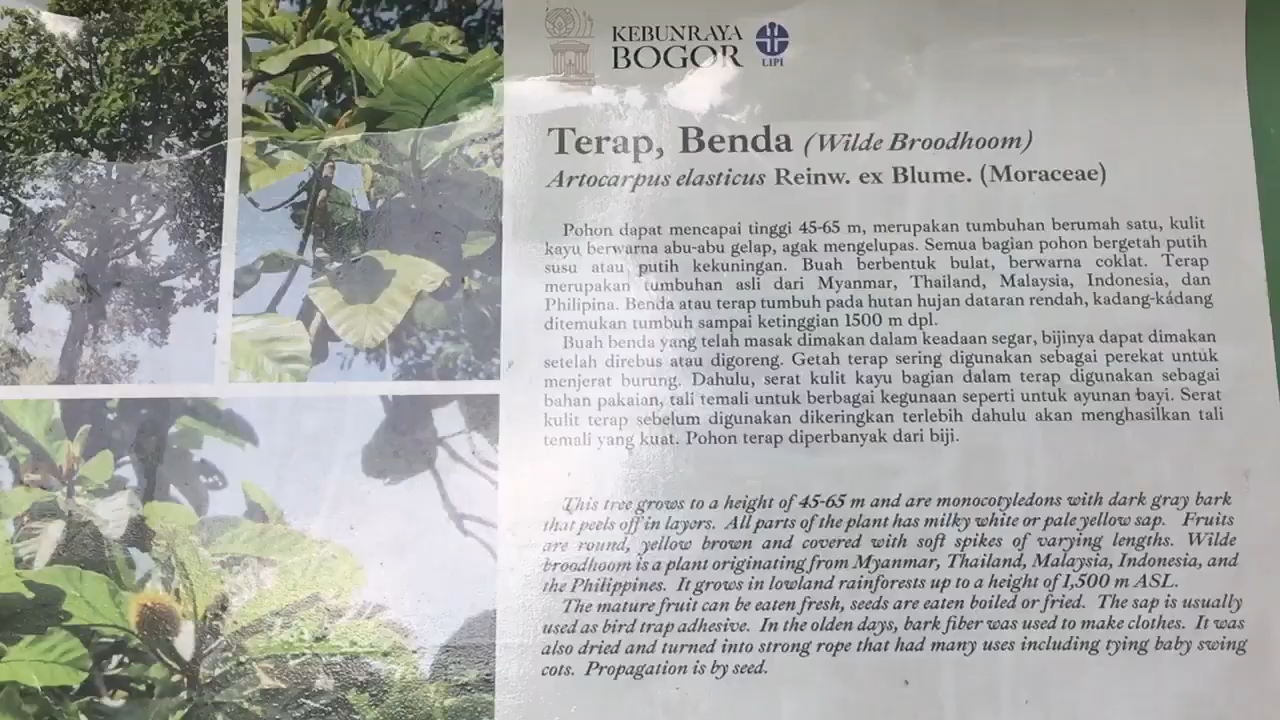 KEBUNRAYA
BOGOR
LIPI
Terap, Benda (Wilde Broodhoom)
Artocarpus elasticus Reinw. ex Blume. (Moraceae)
Pohon dapat mencapai tinggi 45-65 m, merupakan tumbuhan berumah satu, kulit
kayu berwarna abu-abu gelap, agak mengelupas. Semua bagian pohon bergetah putih
susu atau putih kekuningan. Buah berbentuk bulat, berwarna coklat. Terap
merupakan tumbuhan asli dari Myanmar, Thailand, Malaysia, Indonesia, dan
Philipina. Benda atau terap tumbuh pada hutan hujan dataran rendah, kadang-kadang
ditemukan tumbuh sampai ketinggian 1500 m dpl.
Buah benda yang telah masak dimakan dalam keadaan segar, bijinya dapat dimakan
setelah direbus atau digoreng. Getah terap sering digunakan sebagai perekat untuk
menjerat burung. Dahulu, serat kulit kayu bagian dalam terap digunakan sebagai
bahan pakaian, tali temali untuk berbagai kegunaan seperti untuk ayunan bayi. Serat
kulit terap sebelum digunakan dikeringkan terlebih dahulu akan menghasilkan tali
temali yang kuat. Pohon terap diperbanyak dari biji.
This tree grows to a height of 45-65 m and are monocotyledons with dark gray bark
that peels off in layers. All parts of the plant has milky white or pale yellow sap. Fruits
are round, yellow brown and covered with soft spikes of varying lengths. Wilde
broodhoom is a plant originating from Myanmar, Thailand, Malaysia, Indonesia, and
the Philippines. It grows in lowland rainforests up to a height of 1,500 m ASL.
The mature fruit can be eaten fresh, seeds are eaten boiled or fried. The sap is usually
used as bird trap adhesive. In the olden days, bark fiber was used to make clothes. It was
also dried and turned into strong rope that had many uses including tying baby swing
cots. Propagation is by seed.